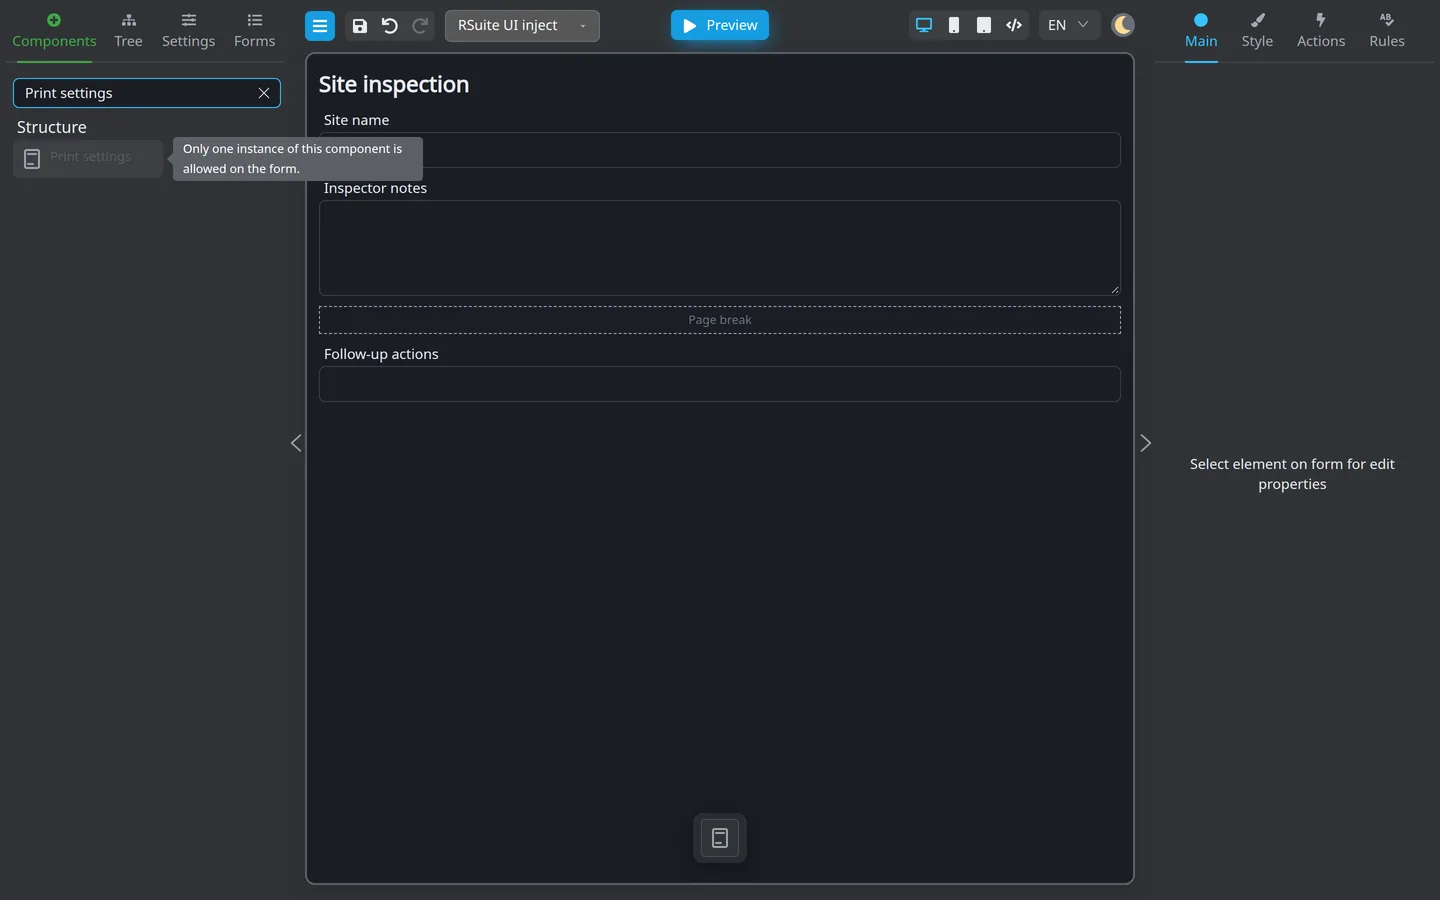 Components
Tree
Settings
Forms
RSuite UI inject
Preview
EN
Main
Style
Actions
AB
Rules
Print settings
Structure
Print settings
Only one instance of this component is
allowed on the form.
Site inspection
Site name
Inspector notes
Page break
Follow-up actions
Select element on form for edit
properties